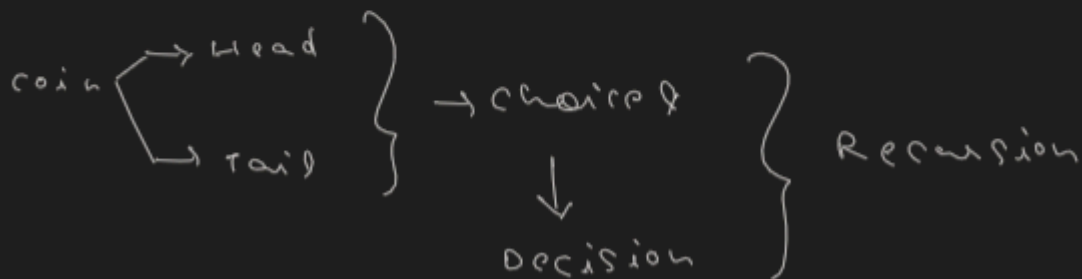 Head
coin
→ choices
Tail
Recursion
Decision